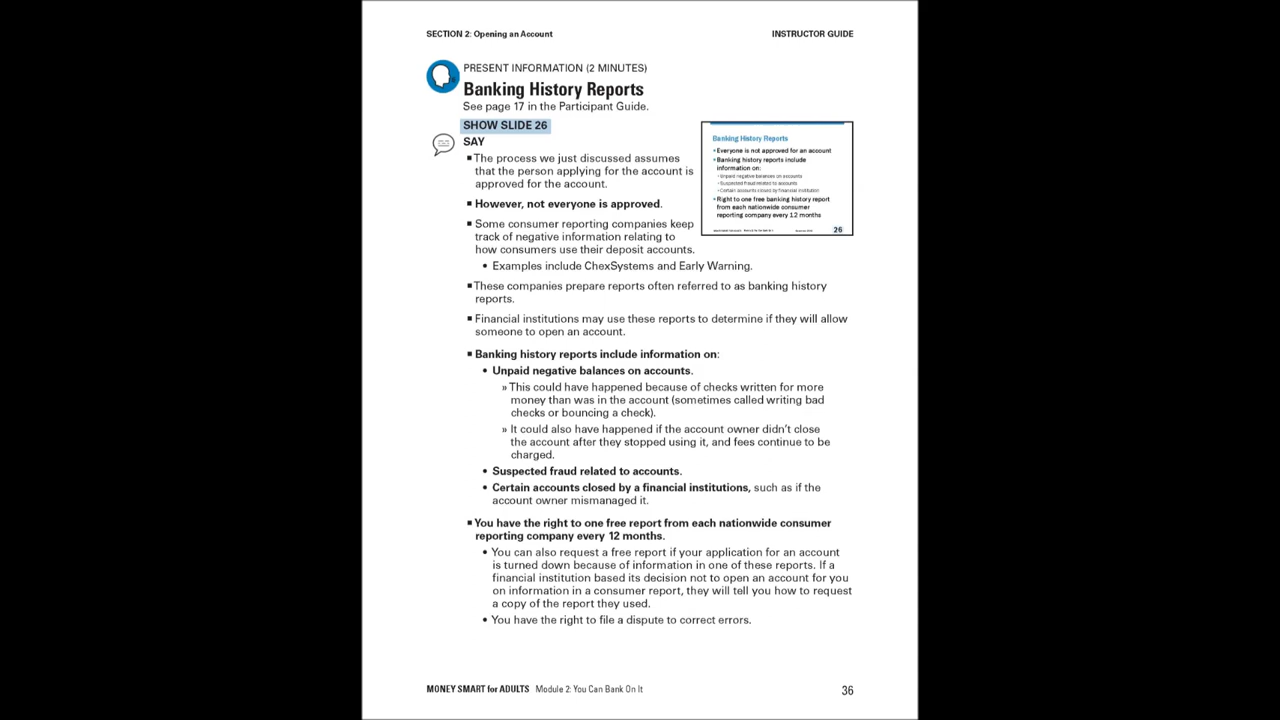 SECTION 2: Opening an Account
INSTRUCTOR GUIDE
PRESENT INFORMATION (2 MINUTES)
Banking History Reports
See page 17 in the Participant Guide.
SHOW SLIDE 26
SAY
▪ The process we just discussed assumes
that the person applying for the account is
approved for the account.
▪ However, not everyone is approved.
▪ Some consumer reporting companies keep
track of negative information relating to
how consumers use their deposit accounts.
• Examples include ChexSystems and Early Warning.
Banking History Reports
• Everyone is not approved for an account
• Banking history reports include
information on:
• Unpaid negative balances on accounts
• Suspected fraud related to accounts
• Certain accounts closed by financial institution
• Right to one free banking history report
from each nationwide consumer
reporting company every 12 months
26
▪ These companies prepare reports often referred to as banking history
reports.
▪ Financial institutions may use these reports to determine if they will allow
someone to open an account.
▪ Banking history reports include information on:
• Unpaid negative balances on accounts.
» This could have happened because of checks written for more
money than was in the account (sometimes called writing bad
checks or bouncing a check).
» It could also have happened if the account owner didn't close
the account after they stopped using it, and fees continue to be
charged.
• Suspected fraud related to accounts.
• Certain accounts closed by a financial institutions, such as if the
account owner mismanaged it.
▪ You have the right to one free report from each nationwide consumer
reporting company every 12 months.
• You can also request a free report if your application for an account
is turned down because of information in one of these reports. If a
financial institution based its decision not to open an account for you
on information in a consumer report, they will tell you how to request
a copy of the report they used.
• You have the right to file a dispute to correct errors.
MONEY SMART for ADULTS Module 2: You Can Bank On It
36